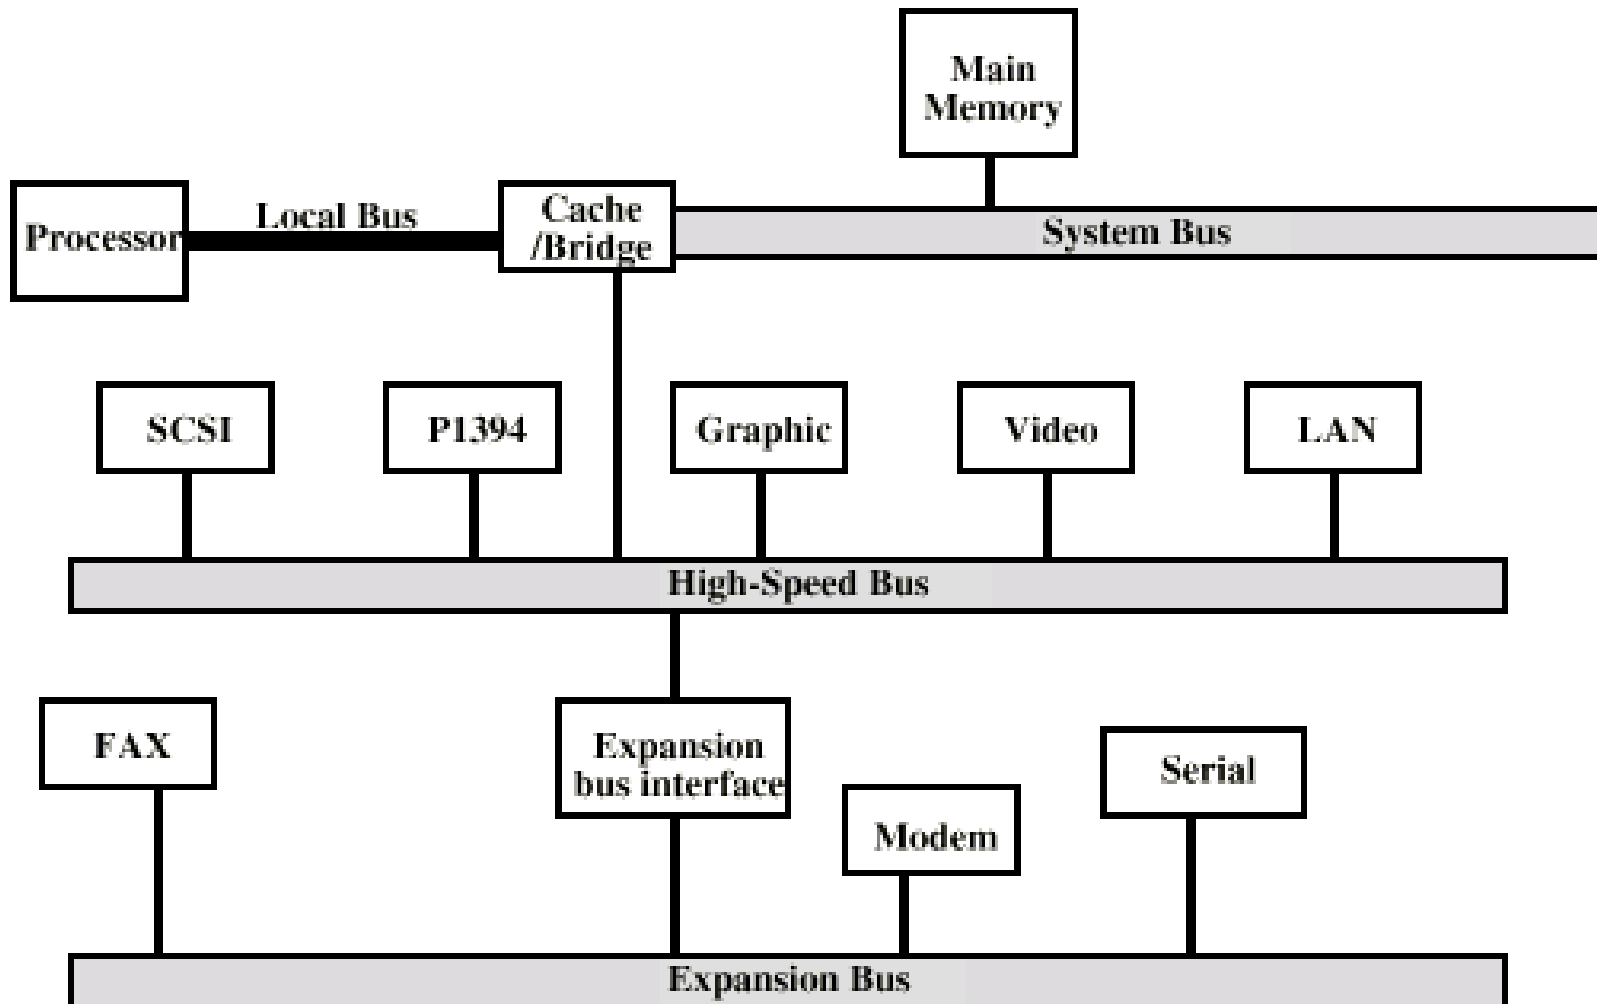 Main
Memory
Processor
Local Bus
Cache
/Bridge
System Bus
SCSI
P1394
Graphic
Video
LAN
High-Speed Bus
FAX
Expansion
bus interface
Modem
Serial
Expansion Bus